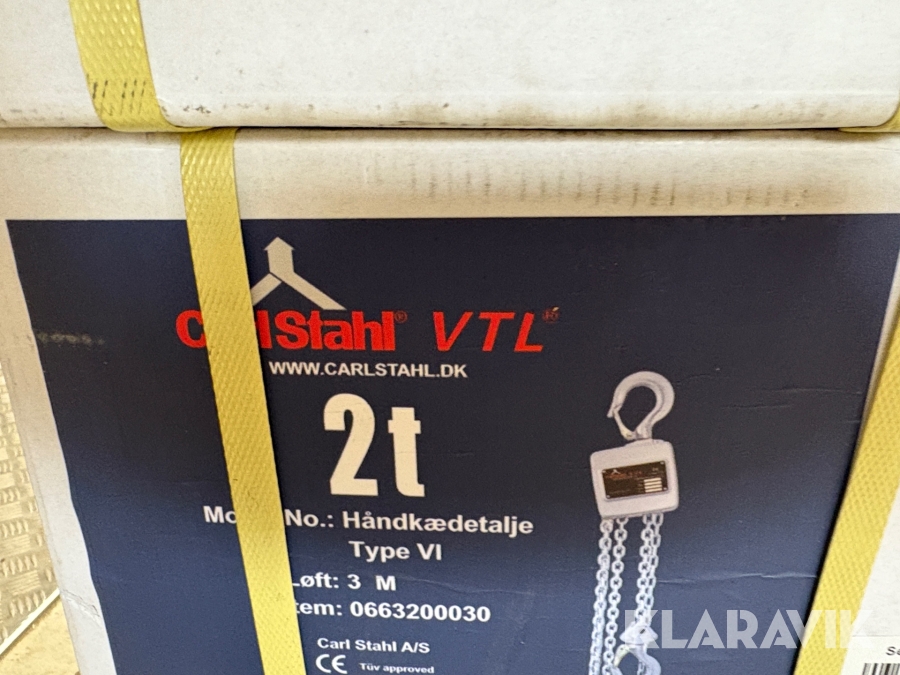 CarlStahl® VTL®
WWW.CARLSTAHL.DK
2t
No.: Håndkædetalje
Type VI
Løft: 3 M
0663200030
Carl Stahl A/S
CE Tüv approved
KLARAVIK